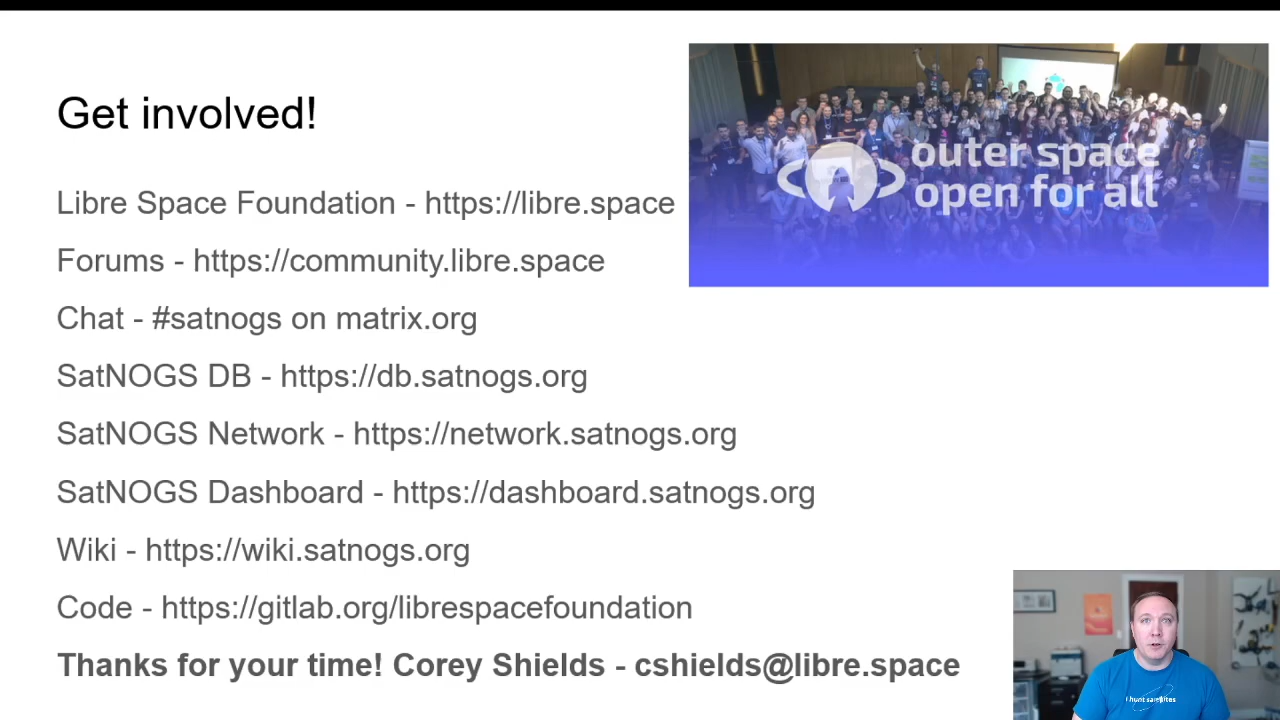 Get involved!
outer space
open for all
Libre Space Foundation - https://libre.space
Forums - https://community.libre.space
Chat - #satnogs on matrix.org
SatNOGS DB - https://db.satnogs.org
SatNOGS Network - https://network.satnogs.org
SatNOGS Dashboard - https://dashboard.satnogs.org
Wiki - https://wiki.satnogs.org
Code - https://gitlab.org/librespacefoundation
Thanks for your time! Corey Shields - cshields@libre.space
I hunt satellites